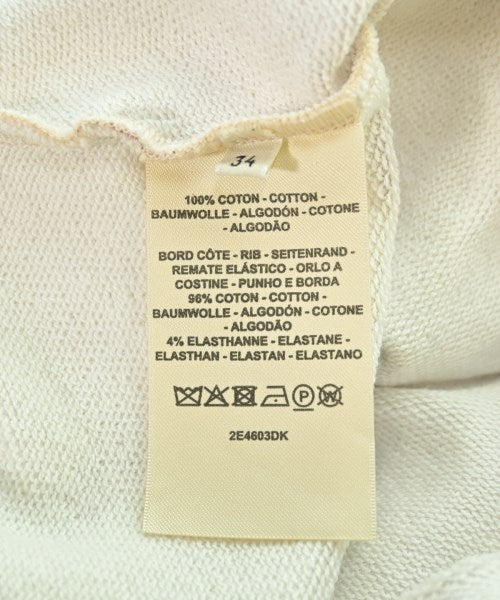 34
100% COTON - COTTON -
BAUMWOLLE - ALGODÓN - COTONE
- ALGODÃO
BORD CÔTE - RIB - SEITENRAND -
REMATE ELÁSTICO - ORLO A
COSTINE - PUNHO E BORDA
96% COTON - COTTON -
BAUMWOLLE - ALGODÓN - COTONE
- ALGODÃO
4% ELASTHANNE - ELASTANE -
ELASTHAN - ELASTAN - ELASTANO
P W
2E4603DK